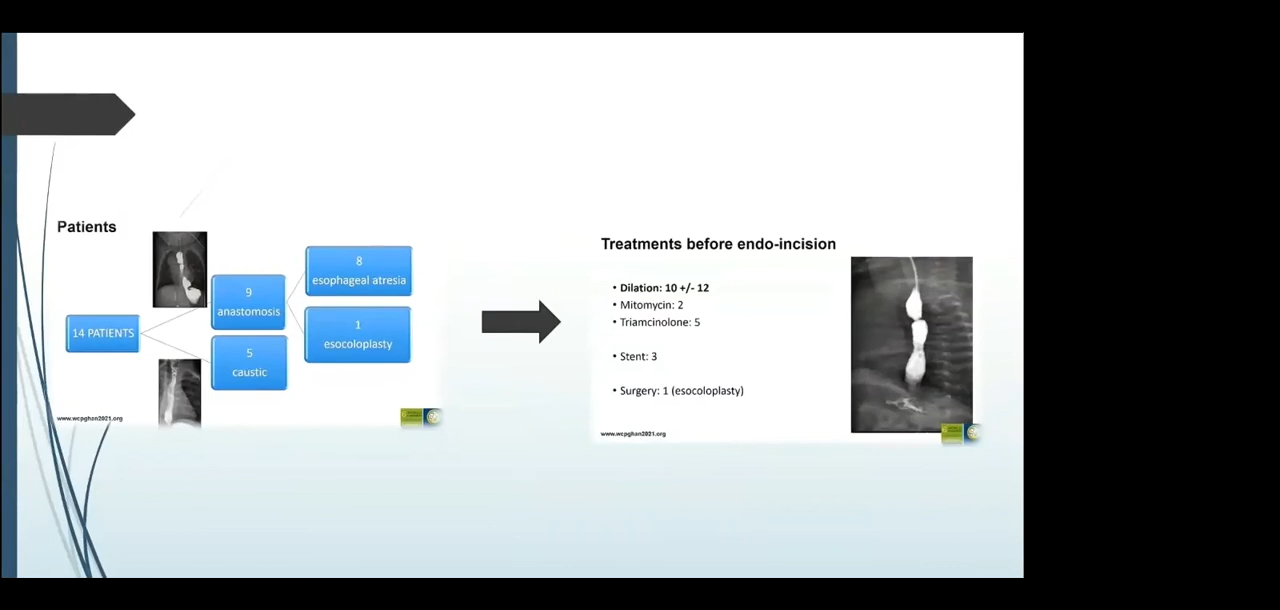 Patients
14 PATIENTS
9
anastomosis
5
caustic
8
esophageal atresia
1
esocoloplasty
www.wcpghan2021.org
Treatments before endo-incision
• Dilation: 10 +/- 12
• Mitomycin: 2
• Triamcinolone: 5
• Stent: 3
• Surgery: 1 (esocoloplasty)
www.wcpghan2021.org